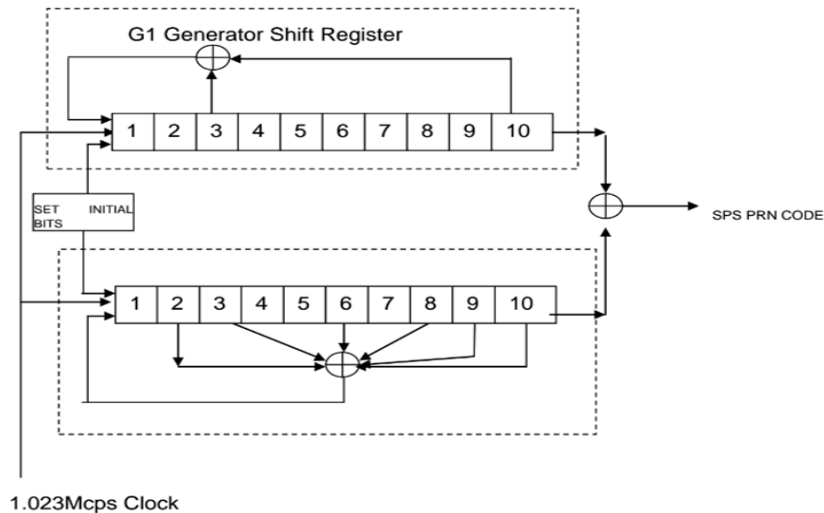 G1 Generator Shift Register
1 2 3 4 5 6 7 8 9 10
SET INITIAL
BITS
SPS PRN CODE
1 2 3 4 5 6 7 8 9 10
1.023Mcps Clock